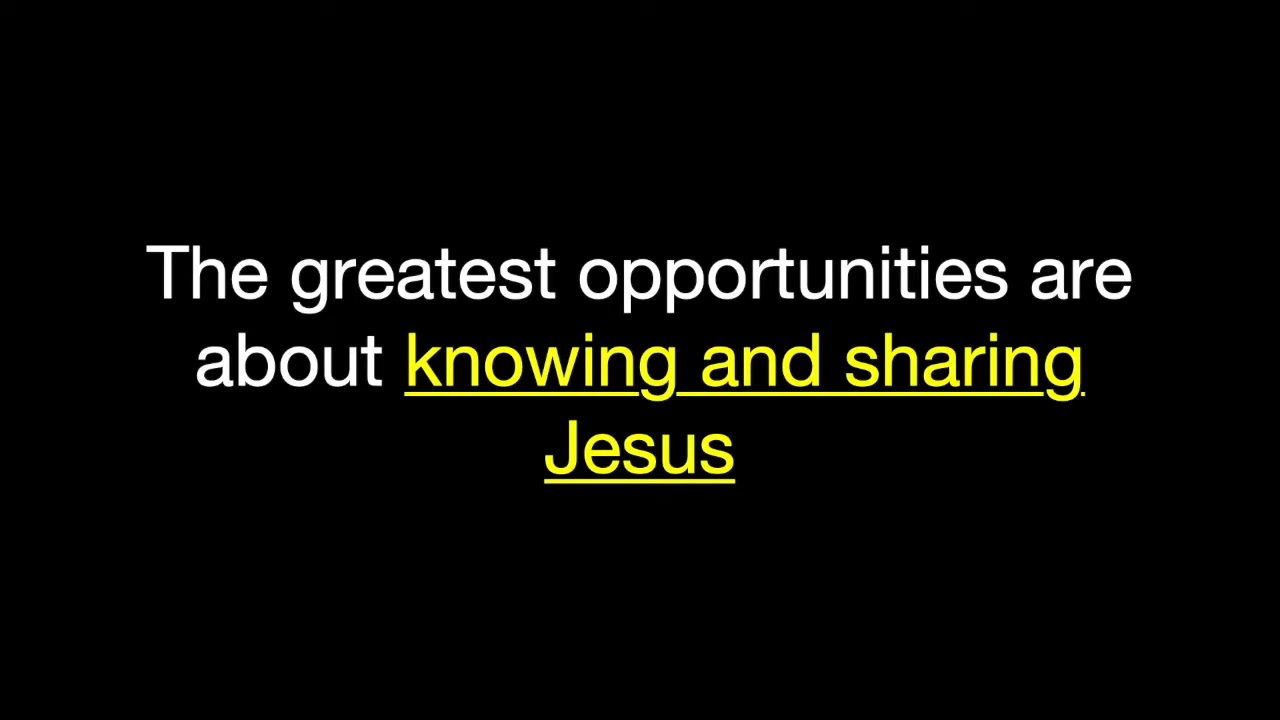 The greatest opportunities are
about knowing and sharing
Jesus